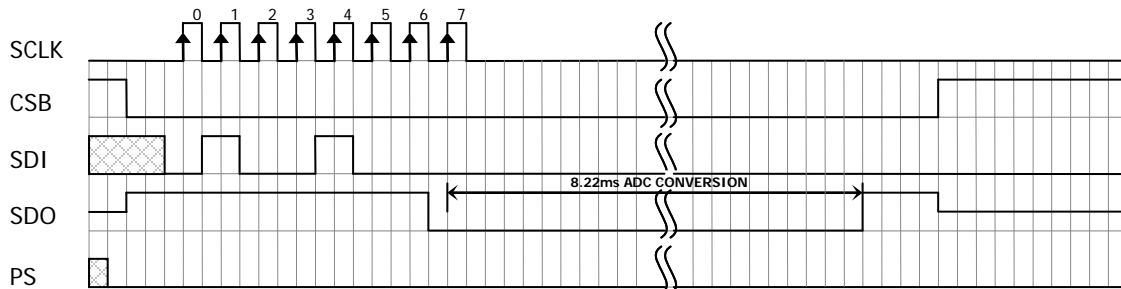 0 1 2 3 4 5 6 7
SCLK
CSB
SDI
8.22ms ADC CONVERSION
SDO
PS